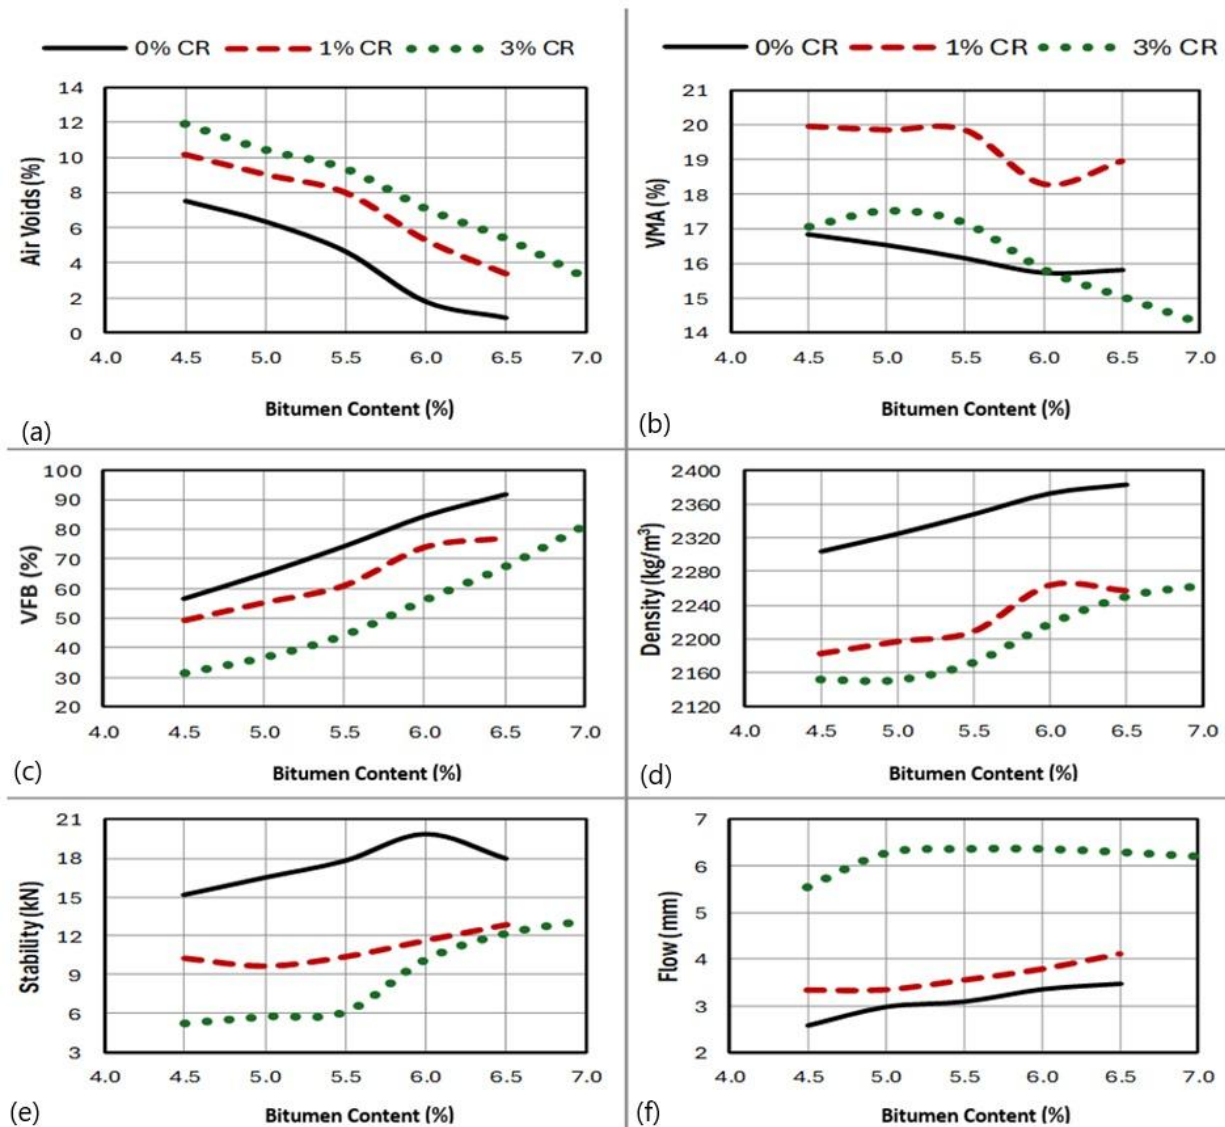 0% CR 1% CR 3% CR
14
12
10
8
6
4
2
0
Air Voids (%)
4.0 4.5 5.0 5.5 6.0 6.5 7.0
Bitumen Content (%)
(a)
0% CR 1% CR 3% CR
21
20
19
18
17
16
15
14
VMA (%)
4.0 4.5 5.0 5.5 6.0 6.5 7.0
Bitumen Content (%)
(b)
100
90
80
70
60
50
40
30
20
VFB (%)
4.0 4.5 5.0 5.5 6.0 6.5 7.0
Bitumen Content (%)
(c)
2400
2360
2320
2280
2240
2200
2160
2120
Density (kg/m³)
4.0 4.5 5.0 5.5 6.0 6.5 7.0
Bitumen Content (%)
(d)
21
18
15
12
9
6
3
Stability (kN)
4.0 4.5 5.0 5.5 6.0 6.5 7.0
Bitumen Content (%)
(e)
7
6
5
4
3
2
Flow (mm)
4.0 4.5 5.0 5.5 6.0 6.5 7.0
Bitumen Content (%)
(f)